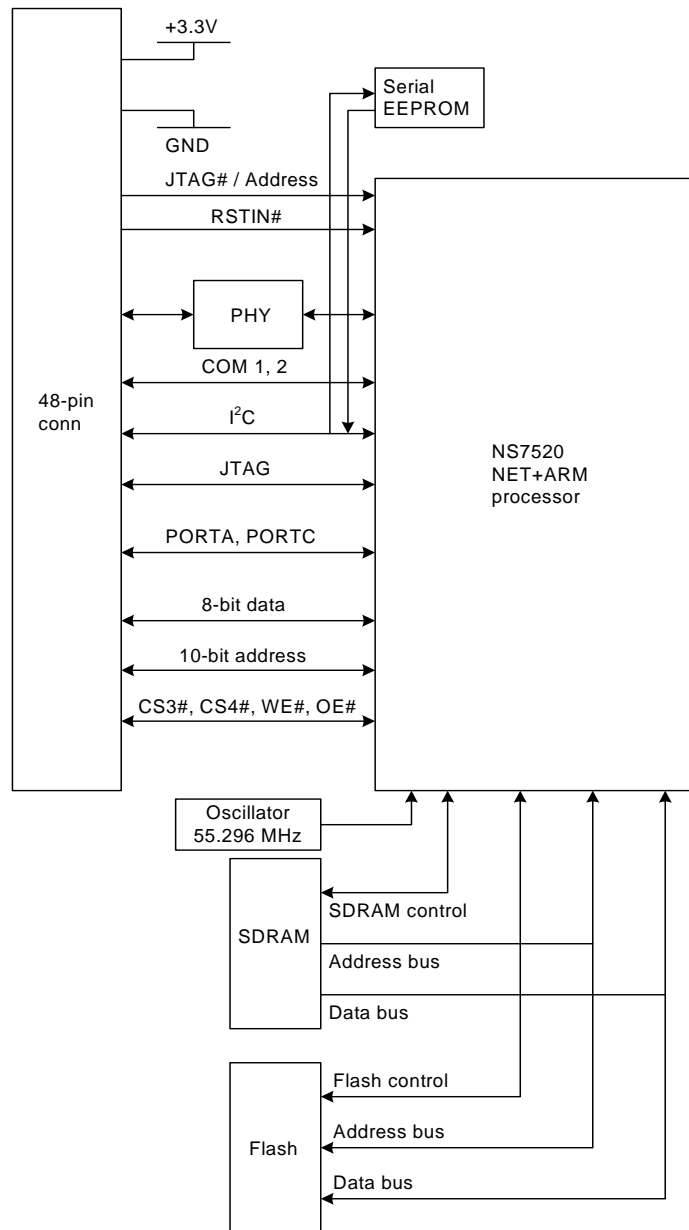 +3.3V
Serial
EEPROM
GND
JTAG# / Address
RSTIN#
PHY
COM 1, 2
48-pin
conn
I²C
NS7520
NET+ARM
processor
JTAG
PORTA, PORTC
8-bit data
10-bit address
CS3#, CS4#, WE#, OE#
Oscillator
55.296 MHz
SDRAM control
SDRAM
Address bus
Data bus
Flash control
Address bus
Flash
Data bus